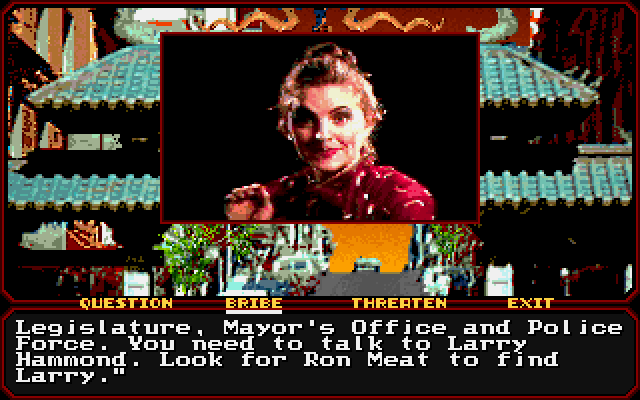 QUESTION BRIBE THREATEN EXIT
Legislature, Mayor's Office and Police
Force. You need to talk to Larry
Hammond. Look for Ron Meat to find
Larry."